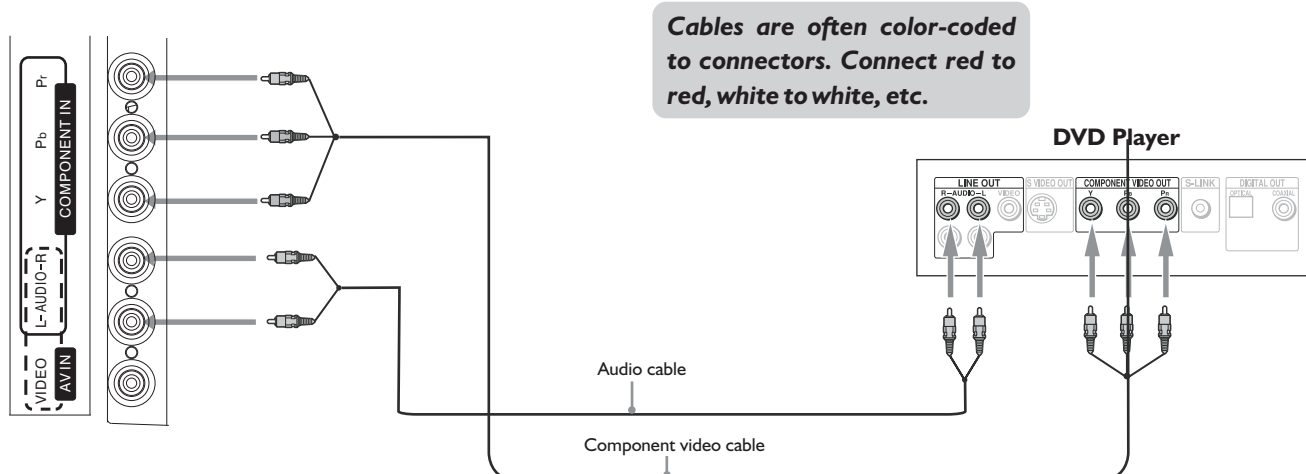 Cables are often color-coded
to connectors. Connect red to
red, white to white, etc.
DVD Player
Pr
Pb
Y
COMPONENT IN
L-AUDIO-R
VIDEO
AV IN
LINE OUT
R-AUDIO-L
VIDEO
S VIDEO OUT
COMPONENT VIDEO OUT
Y
PB
PR
S-LINK
DIGITAL OUT
OPTICAL
COAXIAL
Audio cable
Component video cable